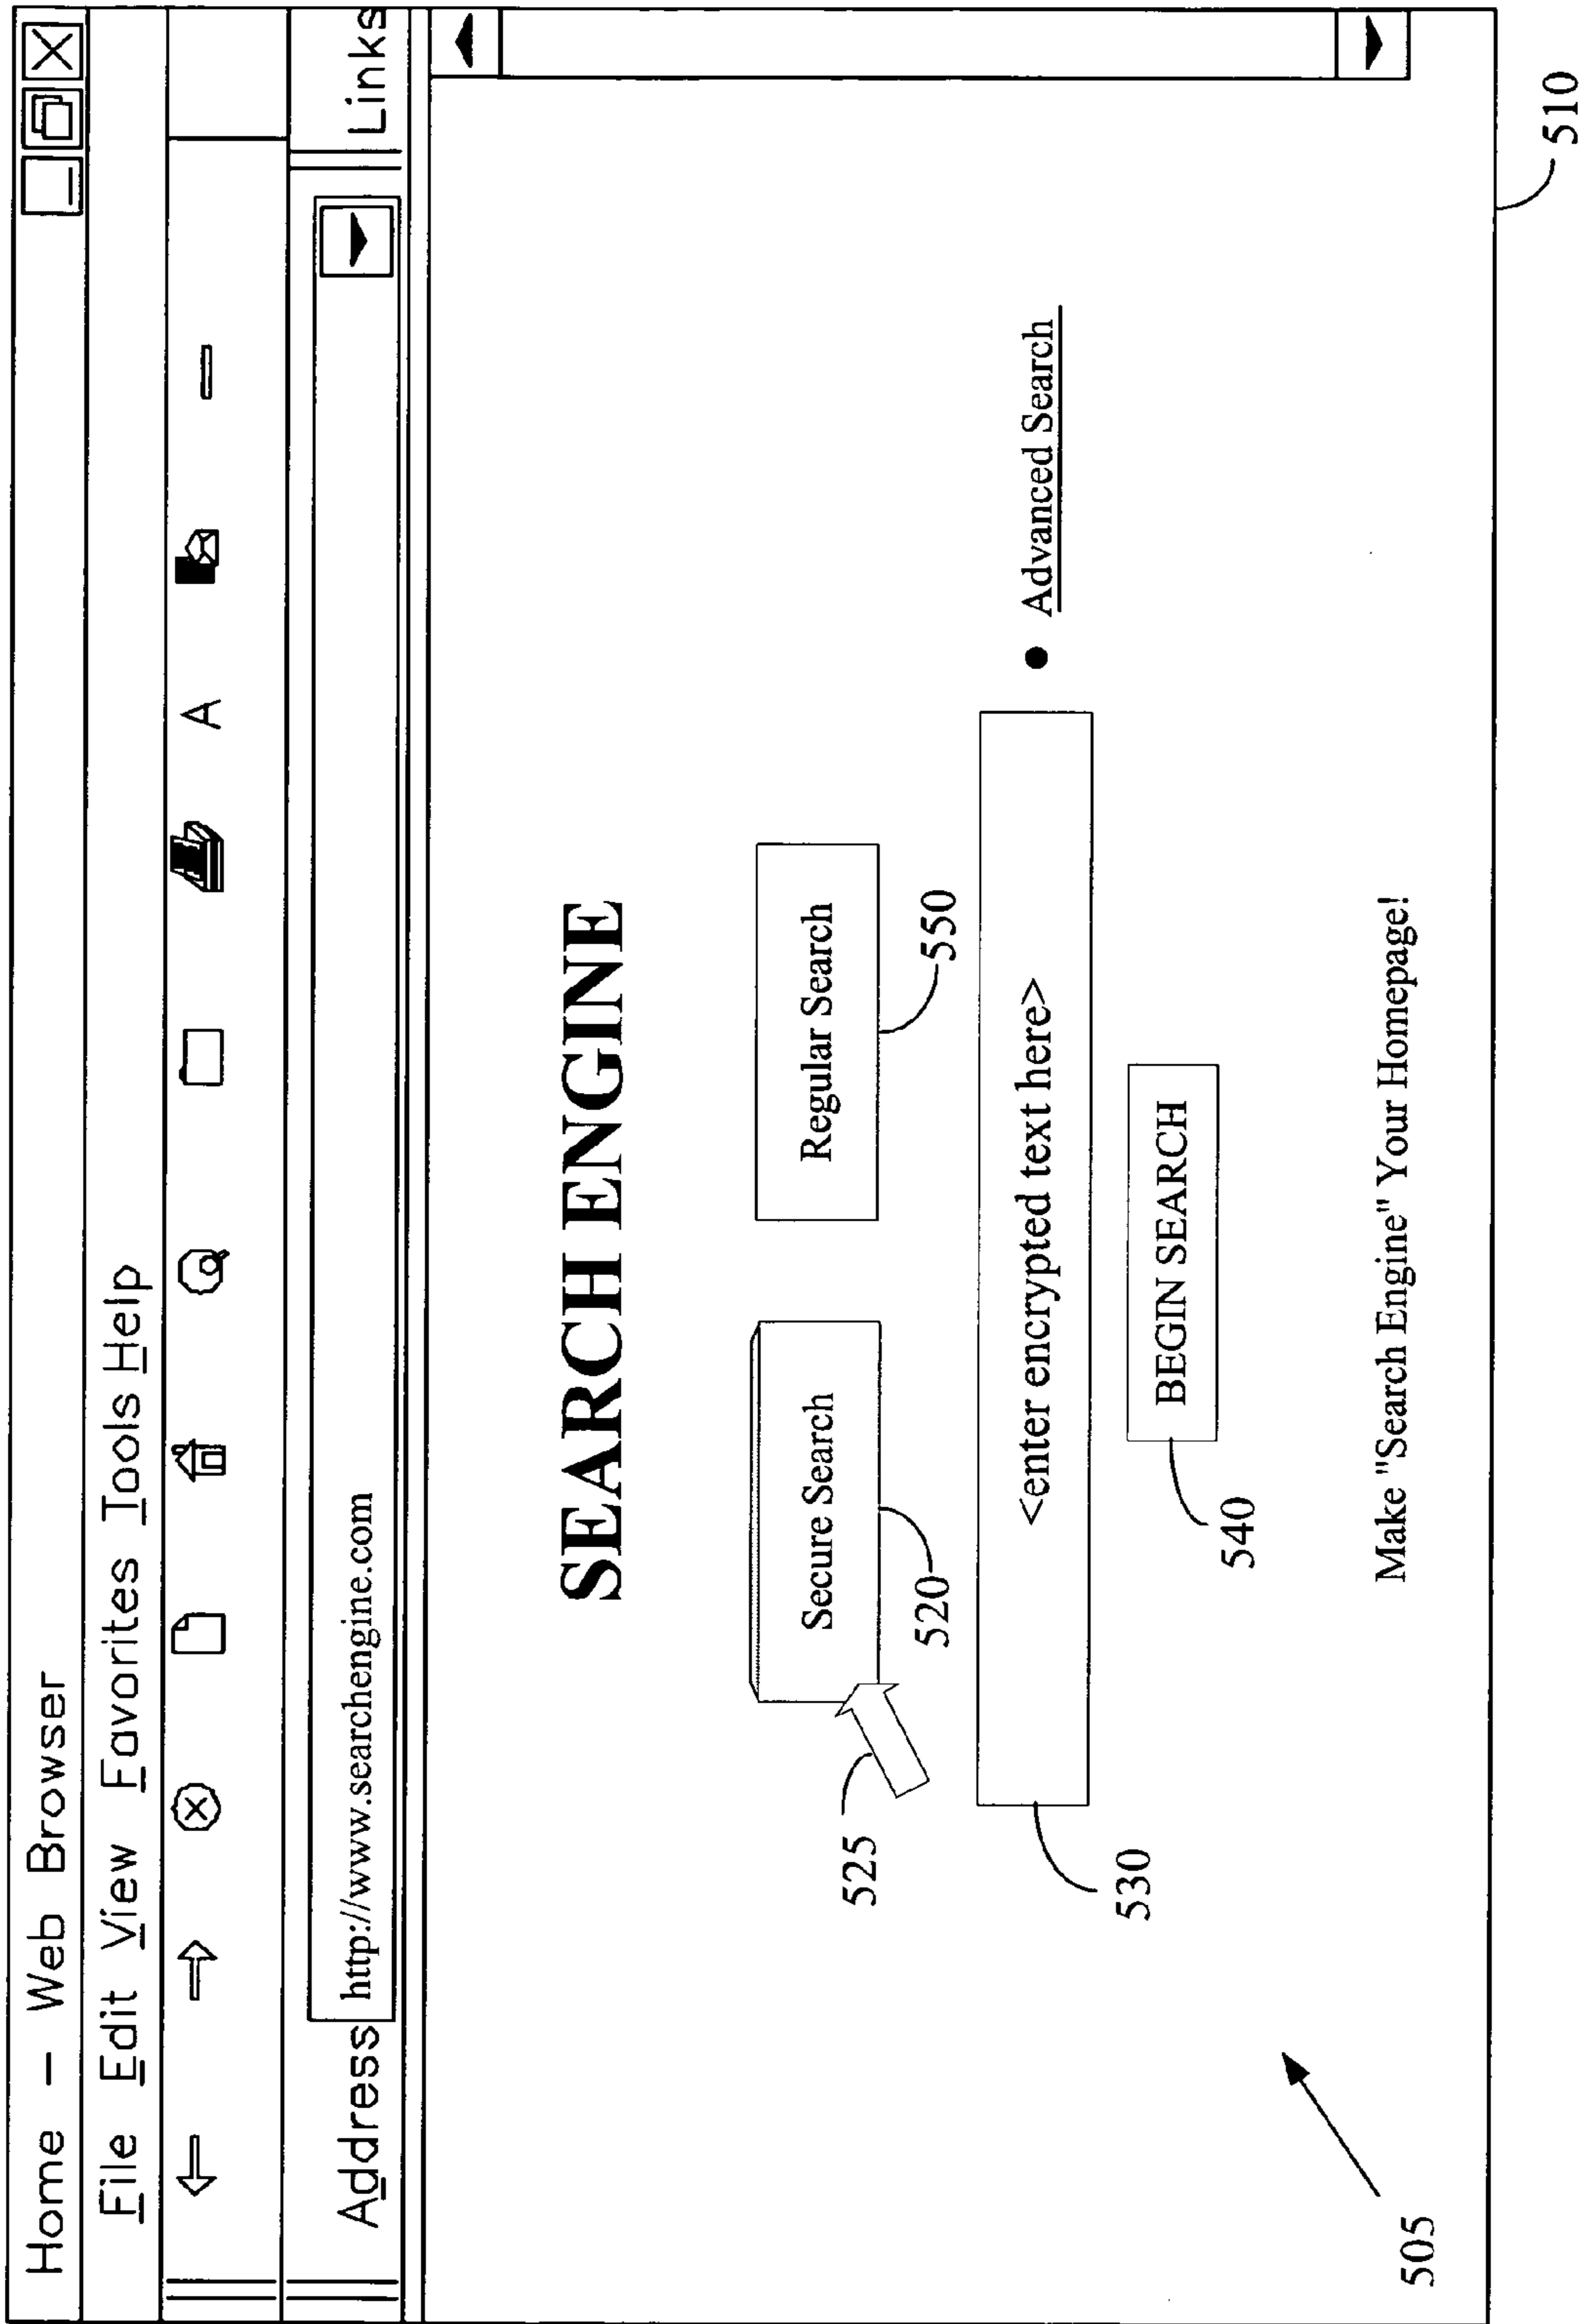 Home – Web Browser
File Edit View Favorites Tools Help
A
Address http://www.searchengine.com Links
SEARCH ENGINE
Secure Search Regular Search
525 520 550
<enter encrypted text here> • Advanced Search
530
BEGIN SEARCH
540
Make "Search Engine" Your Homepage!
505
510